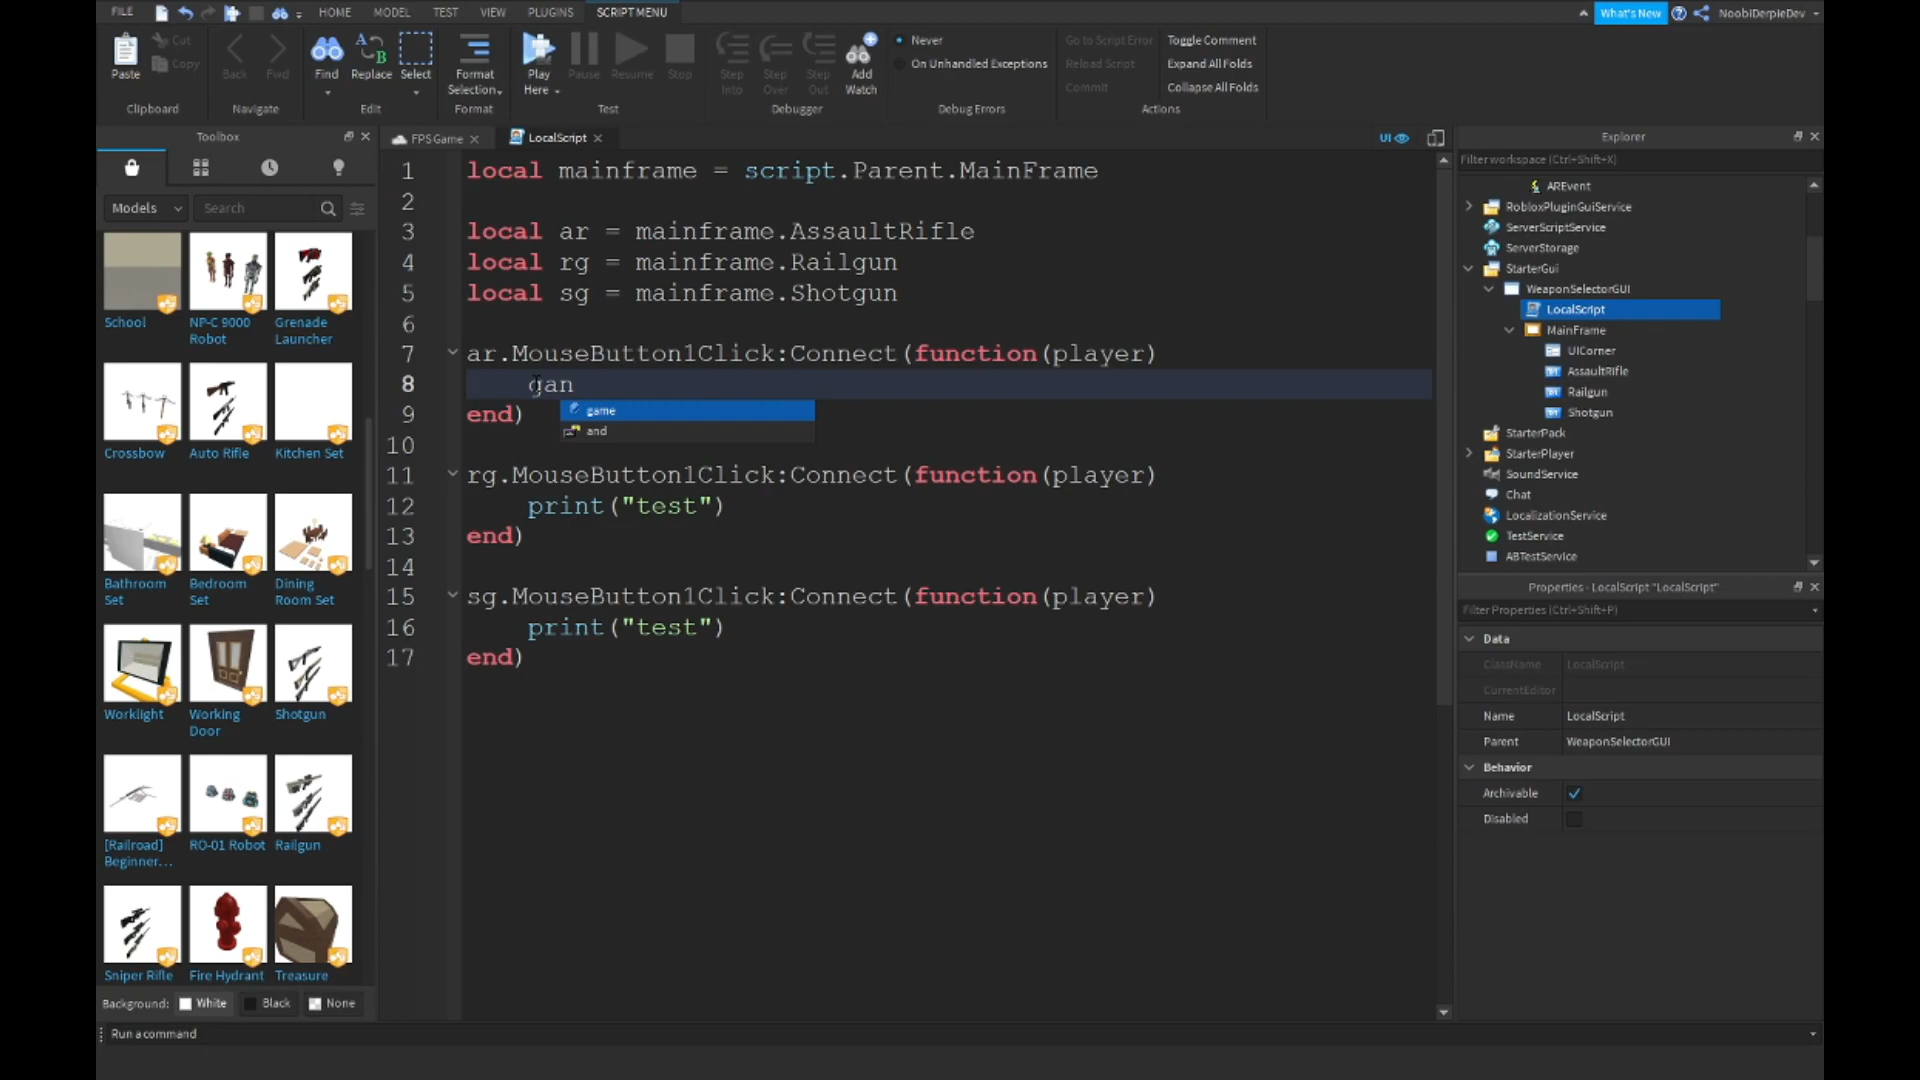 FILE HOME MODEL TEST VIEW PLUGINS SCRIPT MENU What's New NoobiDerpieDev
Paste Cut Copy Back Fwd Find Replace Select Format Selection Play Here Pause Resume Stop Step Into Step Over Step Out Add Watch Never On Unhandled Exceptions Go to Script Error Reload Script Commit Toggle Comment Expand All Folds Collapse All Folds
Clipboard Navigate Edit Format Test Debugger Debug Errors Actions
Toolbox
Models Search
School
NP-C 9000 Robot
Grenade Launcher
Crossbow
Auto Rifle
Kitchen Set
Bathroom Set
Bedroom Set
Dining Room Set
Worklight
Working Door
Shotgun
[Railroad] Beginner...
RO-01 Robot
Railgun
Sniper Rifle
Fire Hydrant
Treasure
Background: White Black None
Run a command
FPS Game LocalScript UI
1 local mainframe = script.Parent.MainFrame
2
3 local ar = mainframe.AssaultRifle
4 local rg = mainframe.Railgun
5 local sg = mainframe.Shotgun
6
7 ar.MouseButton1Click:Connect(function(player)
8 gan
game
and
9 end)
10
11 rg.MouseButton1Click:Connect(function(player)
12 print("test")
13 end)
14
15 sg.MouseButton1Click:Connect(function(player)
16 print("test")
17 end)
Explorer
Filter workspace (Ctrl+Shift+X)
AREvent
RobloxPluginGuiService
ServerScriptService
ServerStorage
StarterGui
WeaponSelectorGUI
LocalScript
MainFrame
UICorner
AssaultRifle
Railgun
Shotgun
StarterPack
StarterPlayer
SoundService
Chat
LocalizationService
TestService
ABTestService
Properties - LocalScript "LocalScript"
Filter Properties (Ctrl+Shift+P)
Data
ClassName LocalScript
CurrentEditor
Name LocalScript
Parent WeaponSelectorGUI
Behavior
Archivable
Disabled